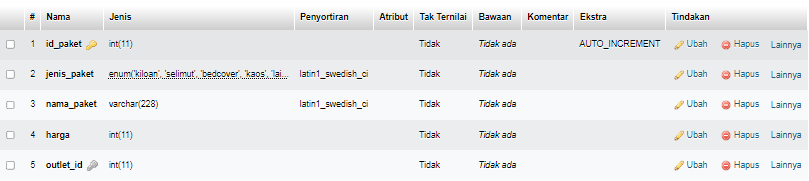 # Nama Jenis Penyortiran Atribut Tak Ternilai Bawaan Komentar Ekstra Tindakan
1 id_paket int(11) Tidak Tidak ada AUTO_INCREMENT Ubah Hapus Lainnya
2 jenis_paket enum('kiloan', 'selimut', 'bedcover', 'kaos', 'lai... latin1_swedish_ci Tidak Tidak ada Ubah Hapus Lainnya
3 nama_paket varchar(228) latin1_swedish_ci Tidak Tidak ada Ubah Hapus Lainnya
4 harga int(11) Tidak Tidak ada Ubah Hapus Lainnya
5 outlet_id int(11) Tidak Tidak ada Ubah Hapus Lainnya